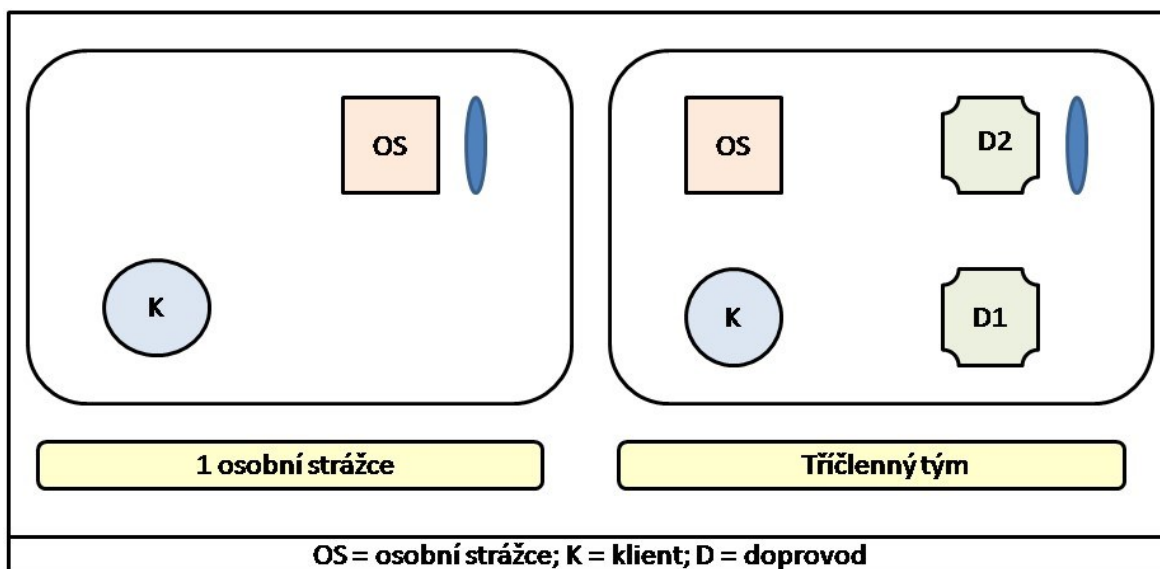 OS
K
1 osobní strážce
OS
D2
K
D1
Tříčlenný tým
OS = osobní strážce; K = klient; D = doprovod